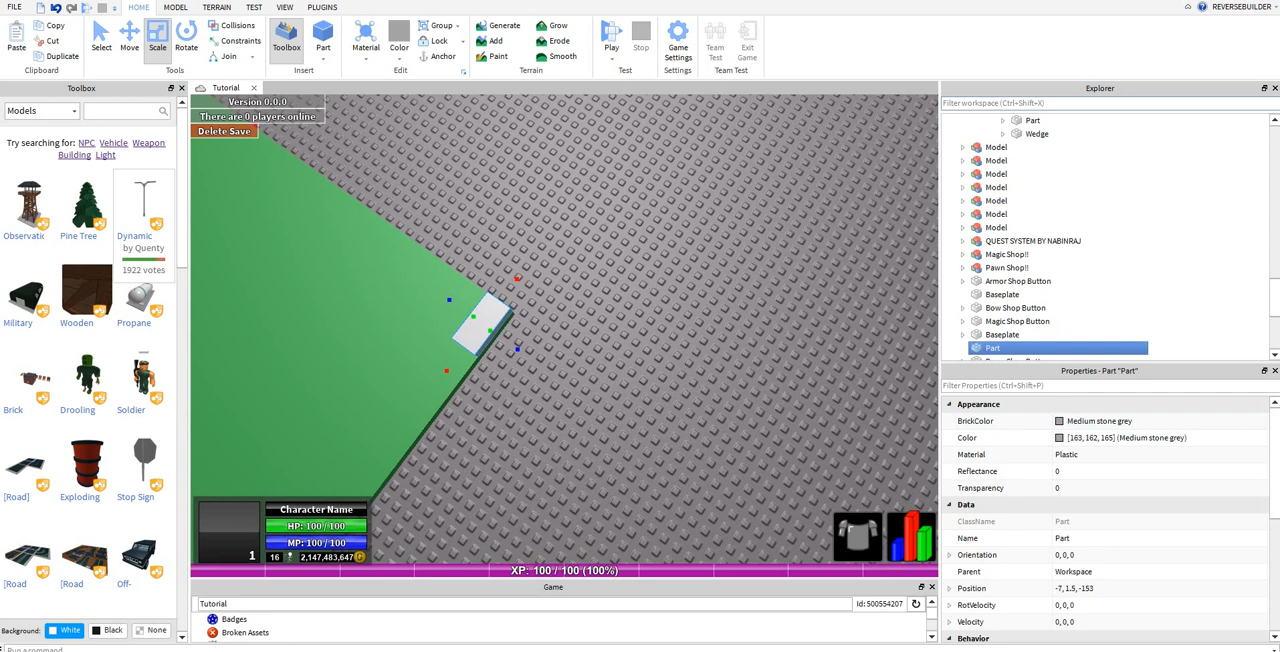 FILE HOME MODEL TERRAIN TEST VIEW PLUGINS REVERSEBUILDER
Copy Group Generate Grow
Collisions
Cut Constraints Lock Add Erode
Paste Select Move Scale Rotate Toolbox Part Material Color Play Stop Game Settings Team Test Exit Game
Duplicate Join Anchor Paint Smooth
Clipboard Tools Insert Edit Terrain Test Settings Team Test
Toolbox
Models
Try searching for: NPC Vehicle Weapon
Building Light
Observatic Pine Tree Dynamic
by Quenty
1922 votes
Military Wooden Propane
Brick Drooling Soldier
[Road] Exploding Stop Sign
[Road [Road Off-
Background: White Black None
Run a command
Tutorial
Version 0.0.0
There are 0 players online
Delete Save
Character Name
HP: 100 / 100
MP: 100 / 100
1 16 2,147,483,647
XP: 100 / 100 (100%)
Game
Tutorial Id: 500554207
Badges
Broken Assets
Explorer
Filter workspace (Ctrl+Shift+X)
Part
Wedge
Model
Model
Model
Model
Model
Model
Model
QUEST SYSTEM BY NABINRAJ
Magic Shop!!
Pawn Shop!!
Armor Shop Button
Baseplate
Bow Shop Button
Magic Shop Button
Baseplate
Part
Properties - Part "Part"
Filter Properties (Ctrl+Shift+P)
Appearance
BrickColor Medium stone grey
Color [163, 162, 165] (Medium stone grey)
Material Plastic
Reflectance 0
Transparency 0
Data
ClassName Part
Name Part
Orientation 0, 0, 0
Parent Workspace
Position -7, 1.5, -153
RotVelocity 0, 0, 0
Velocity 0, 0, 0
Behavior